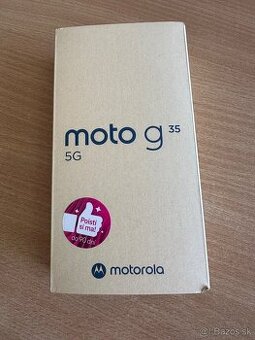 moto g 35
5G
Poisti
si ma!
motorola
Bazos.sk